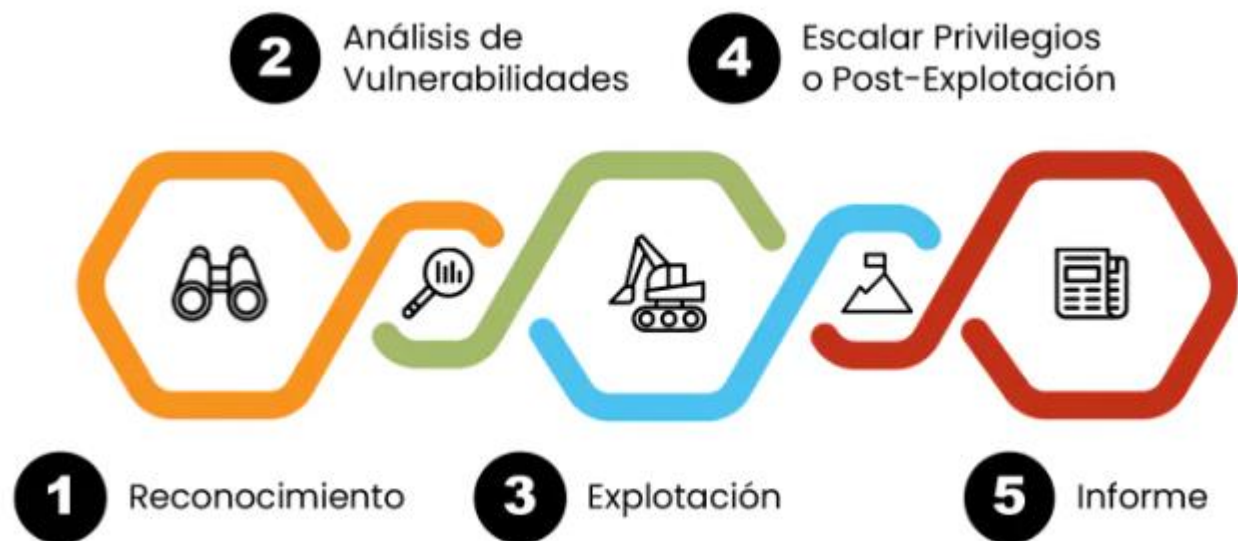 2
Análisis de
Vulnerabilidades
4
Escalar Privilegios
o Post-Explotación
1
Reconocimiento
3
Explotación
5
Informe